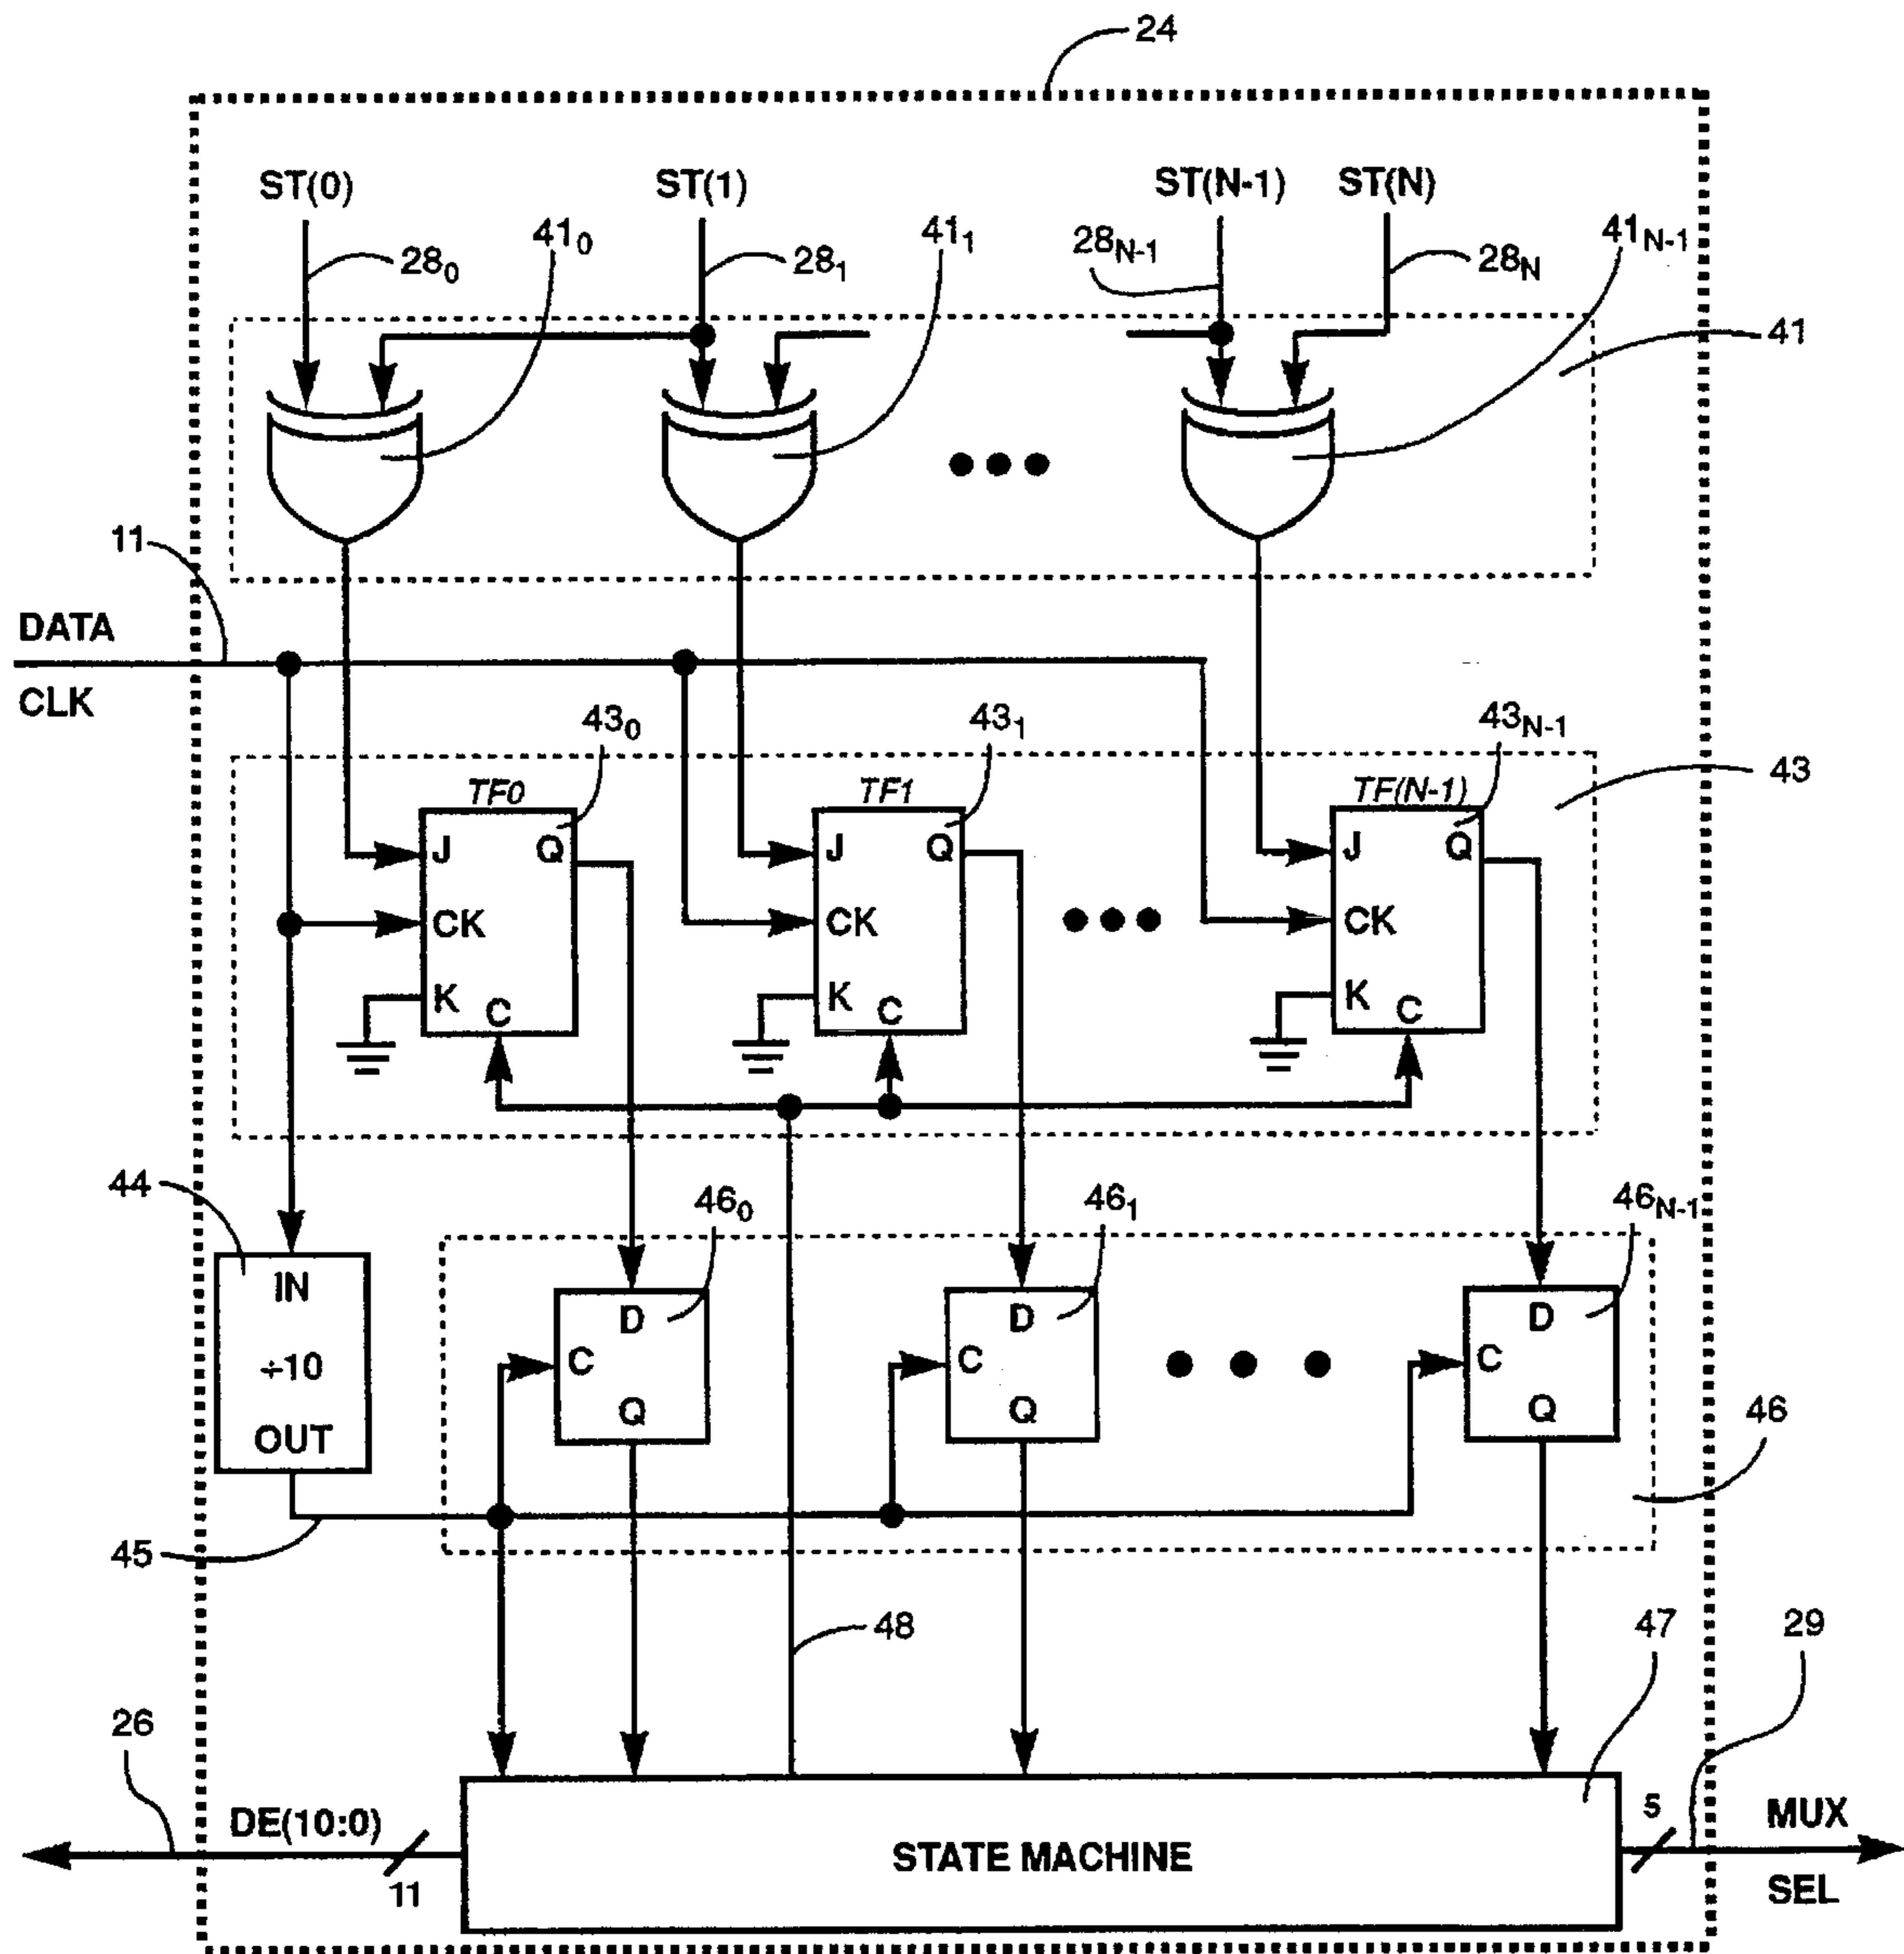 24
ST(0) ST(1) ST(N-1) ST(N)
28₀ 41₀ 28₁ 41₁ 28N-1 28N 41N-1
41
11
DATA
CLK
43₀ 43₁ 43N-1
43
TF0 TF1 TF(N-1)
J Q J Q J Q
CK CK CK
K C K C K C
44
46₀ 46₁ 46N-1
IN
÷10
OUT
D D D
C C C
Q Q Q
46
45
48
47
29
26
DE(10:0)
11
STATE MACHINE
5
MUX
SEL